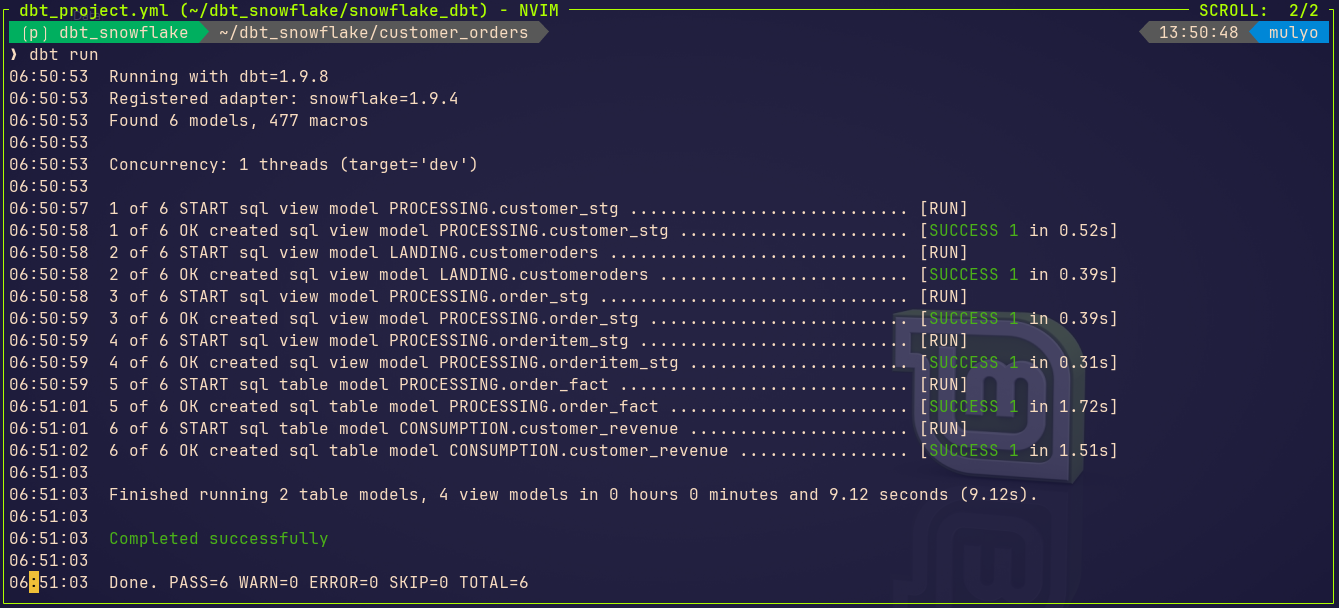 dbt_project.yml (~/dbt_snowflake/snowflake_dbt) - NVIM SCROLL: 2/2
(p) dbt_snowflake ~/dbt_snowflake/customer_orders 13:50:48 mulyo
❯ dbt run
06:50:53 Running with dbt=1.9.8
06:50:53 Registered adapter: snowflake=1.9.4
06:50:53 Found 6 models, 477 macros
06:50:53
06:50:53 Concurrency: 1 threads (target='dev')
06:50:53
06:50:57 1 of 6 START sql view model PROCESSING.customer_stg ............................ [RUN]
06:50:58 1 of 6 OK created sql view model PROCESSING.customer_stg ....................... [SUCCESS 1 in 0.52s]
06:50:58 2 of 6 START sql view model LANDING.customeroders .............................. [RUN]
06:50:58 2 of 6 OK created sql view model LANDING.customeroders ......................... [SUCCESS 1 in 0.39s]
06:50:58 3 of 6 START sql view model PROCESSING.order_stg ............................... [RUN]
06:50:59 3 of 6 OK created sql view model PROCESSING.order_stg .......................... [SUCCESS 1 in 0.39s]
06:50:59 4 of 6 START sql view model PROCESSING.orderitem_stg ........................... [RUN]
06:50:59 4 of 6 OK created sql view model PROCESSING.orderitem_stg ...................... [SUCCESS 1 in 0.31s]
06:50:59 5 of 6 START sql table model PROCESSING.order_fact ............................. [RUN]
06:51:01 5 of 6 OK created sql table model PROCESSING.order_fact ........................ [SUCCESS 1 in 1.72s]
06:51:01 6 of 6 START sql table model CONSUMPTION.customer_revenue ...................... [RUN]
06:51:02 6 of 6 OK created sql table model CONSUMPTION.customer_revenue ................. [SUCCESS 1 in 1.51s]
06:51:03
06:51:03 Finished running 2 table models, 4 view models in 0 hours 0 minutes and 9.12 seconds (9.12s).
06:51:03
06:51:03 Completed successfully
06:51:03
06:51:03 Done. PASS=6 WARN=0 ERROR=0 SKIP=0 TOTAL=6